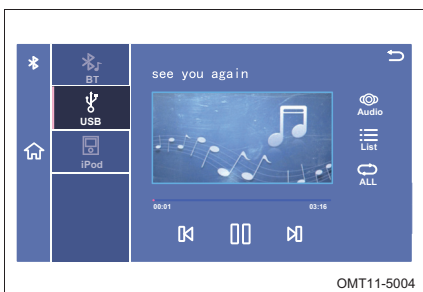 BT
see you again
USB
Audio
List
iPod
ALL
00:01
03:16
OMT11-5004